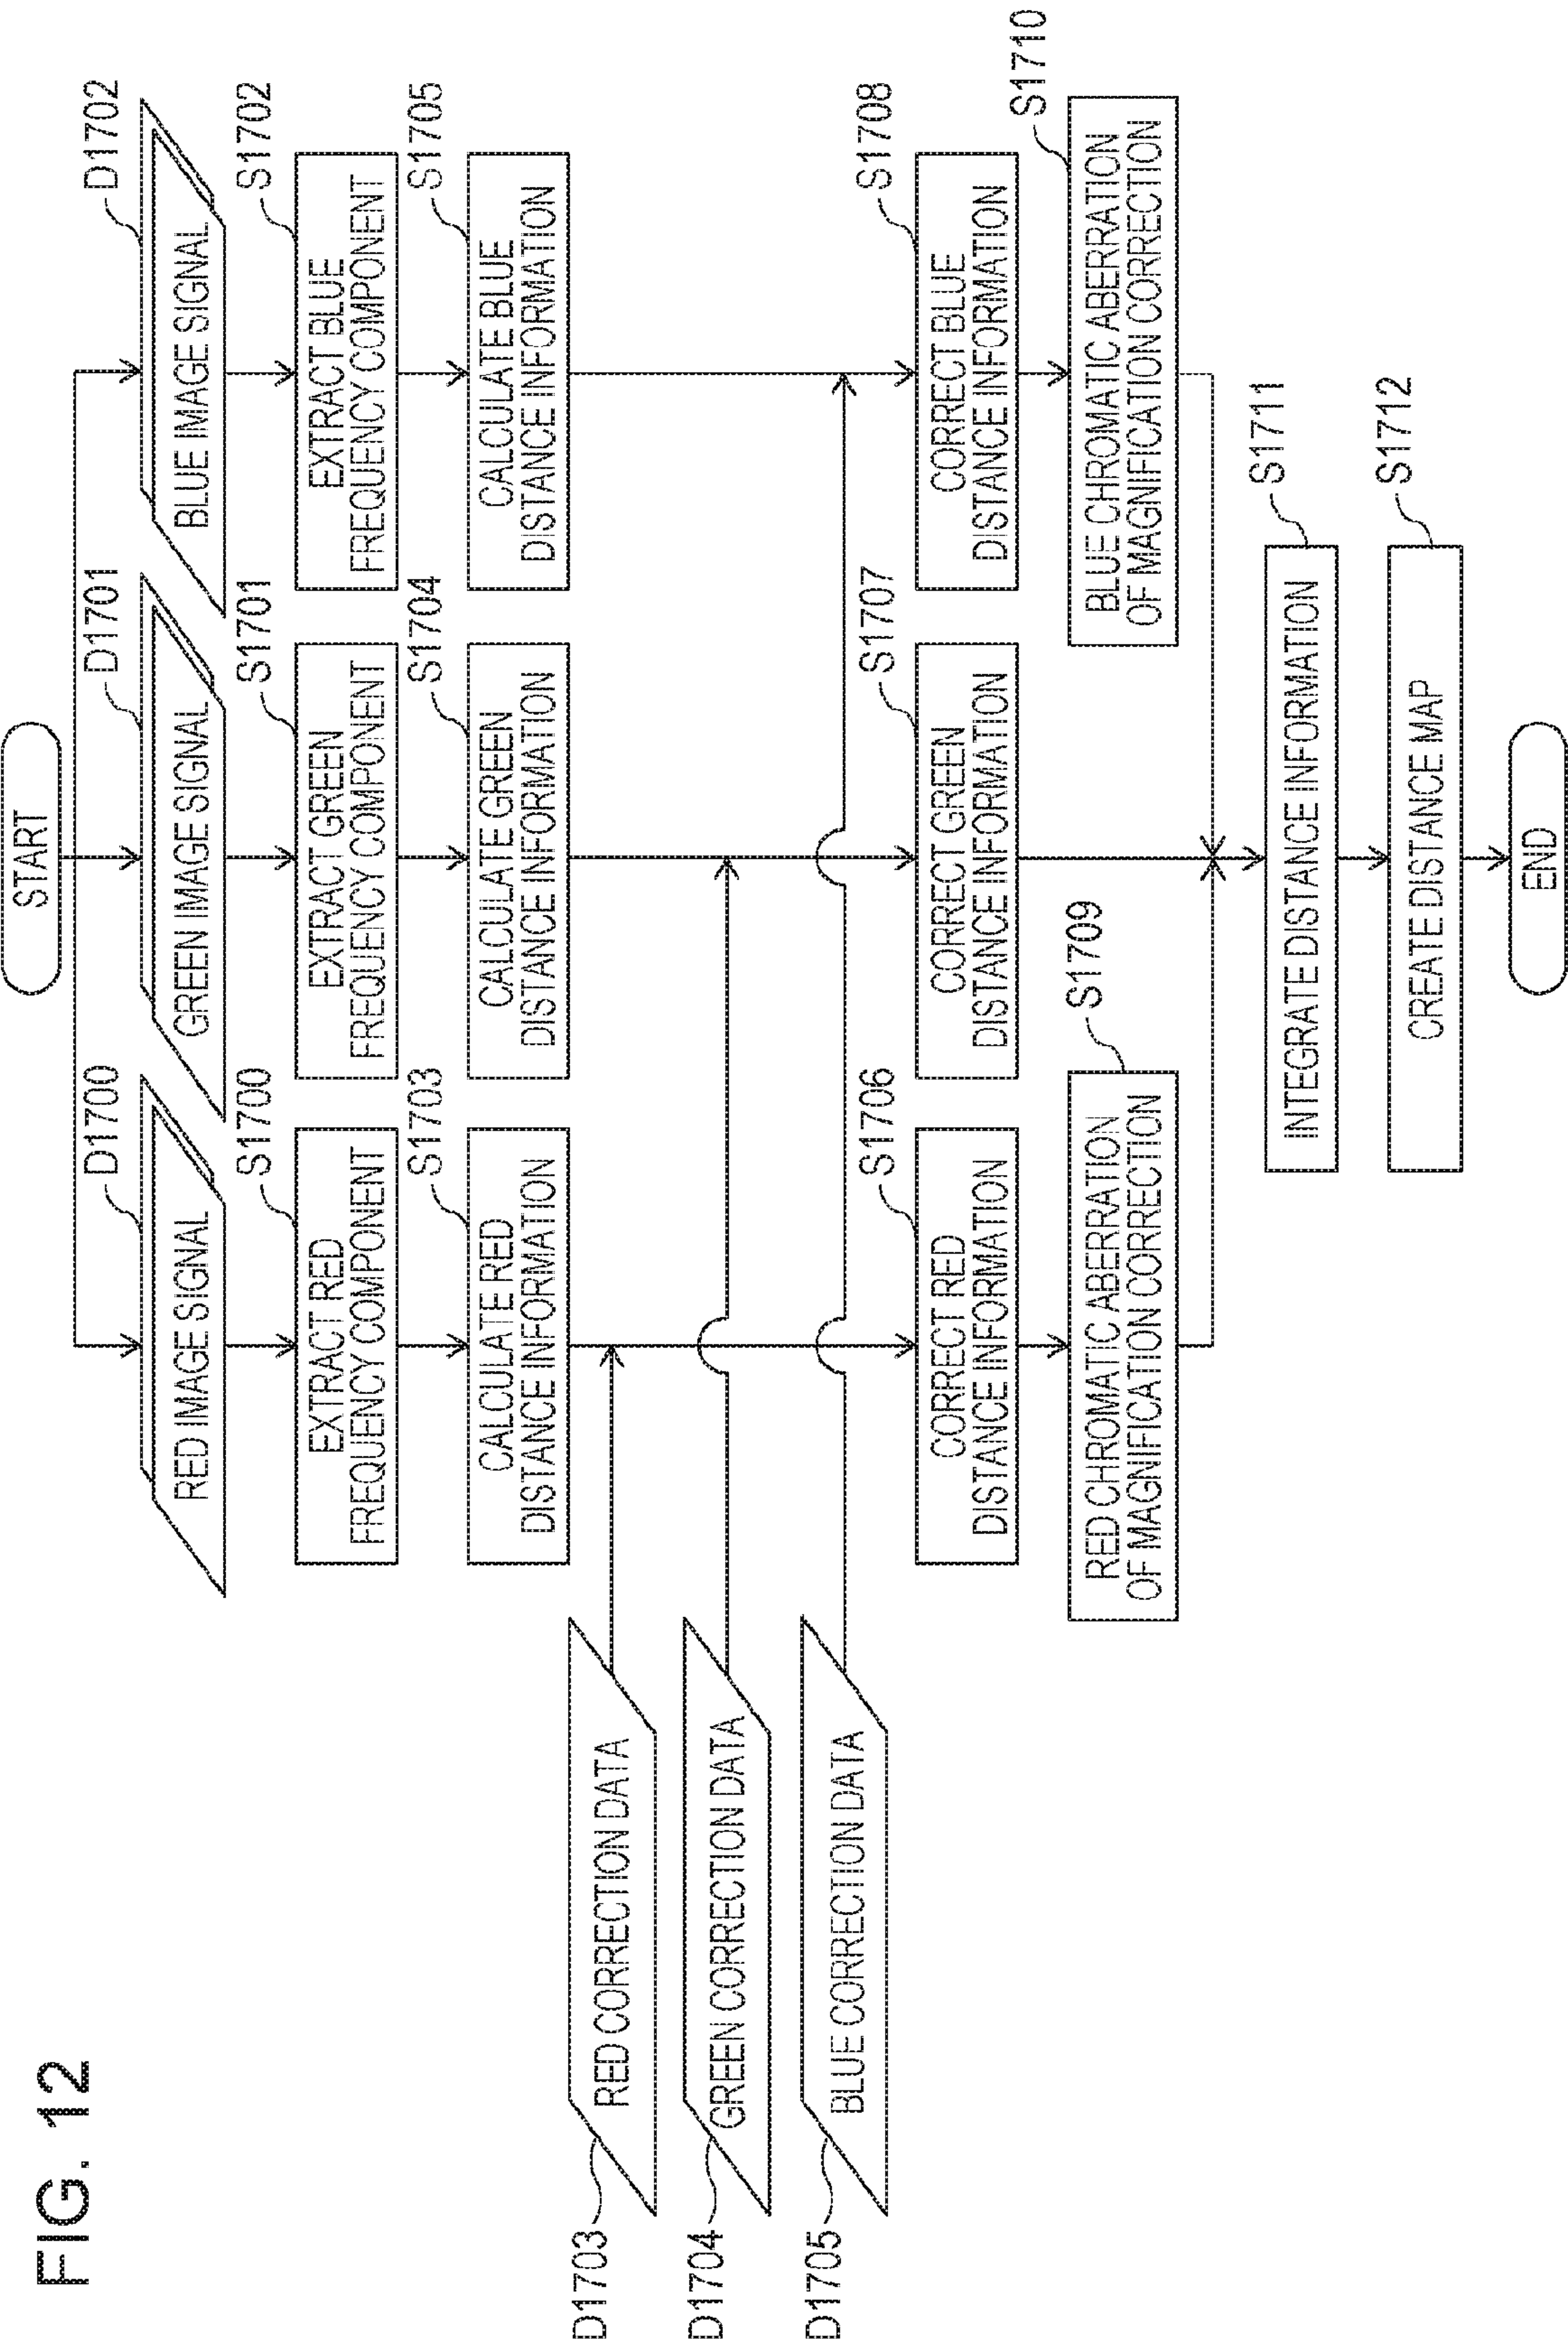 FIG. 12
START
D1700
D1701
D1702
RED IMAGE SIGNAL
GREEN IMAGE SIGNAL
BLUE IMAGE SIGNAL
S1700
S1701
S1702
EXTRACT RED
FREQUENCY COMPONENT
EXTRACT GREEN
FREQUENCY COMPONENT
EXTRACT BLUE
FREQUENCY COMPONENT
S1703
S1704
S1705
CALCULATE RED
DISTANCE INFORMATION
CALCULATE GREEN
DISTANCE INFORMATION
CALCULATE BLUE
DISTANCE INFORMATION
D1703
RED CORRECTION DATA
D1704
GREEN CORRECTION DATA
D1705
BLUE CORRECTION DATA
S1706
S1707
S1708
CORRECT RED
DISTANCE INFORMATION
CORRECT GREEN
DISTANCE INFORMATION
CORRECT BLUE
DISTANCE INFORMATION
S1709
S1710
RED CHROMATIC ABERRATION
OF MAGNIFICATION CORRECTION
BLUE CHROMATIC ABERRATION
OF MAGNIFICATION CORRECTION
S1711
INTEGRATE DISTANCE INFORMATION
S1712
CREATE DISTANCE MAP
END